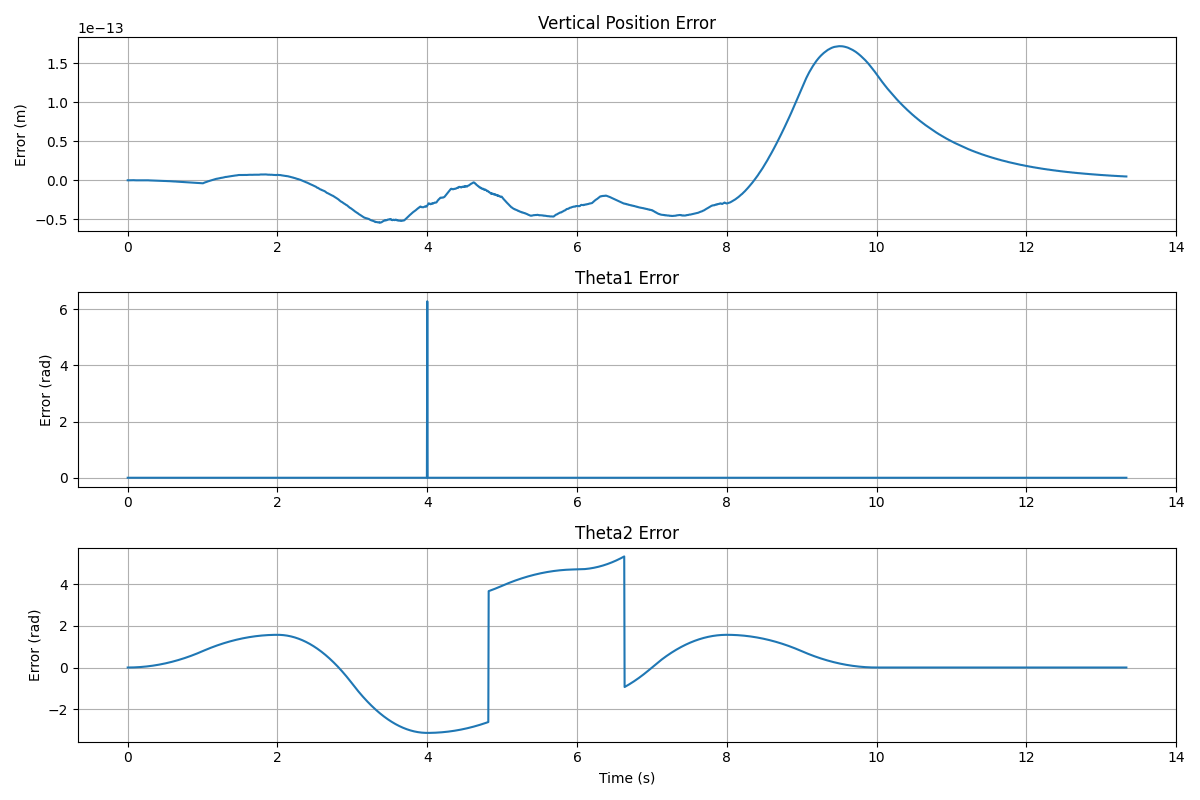 Vertical Position Error
1e−13
1.5
1.0
0.5
0.0
−0.5
Error (m)
0 2 4 6 8 10 12 14
Theta1 Error
6
4
2
0
Error (rad)
0 2 4 6 8 10 12 14
Theta2 Error
4
2
0
−2
Error (rad)
0 2 4 6 8 10 12 14
Time (s)